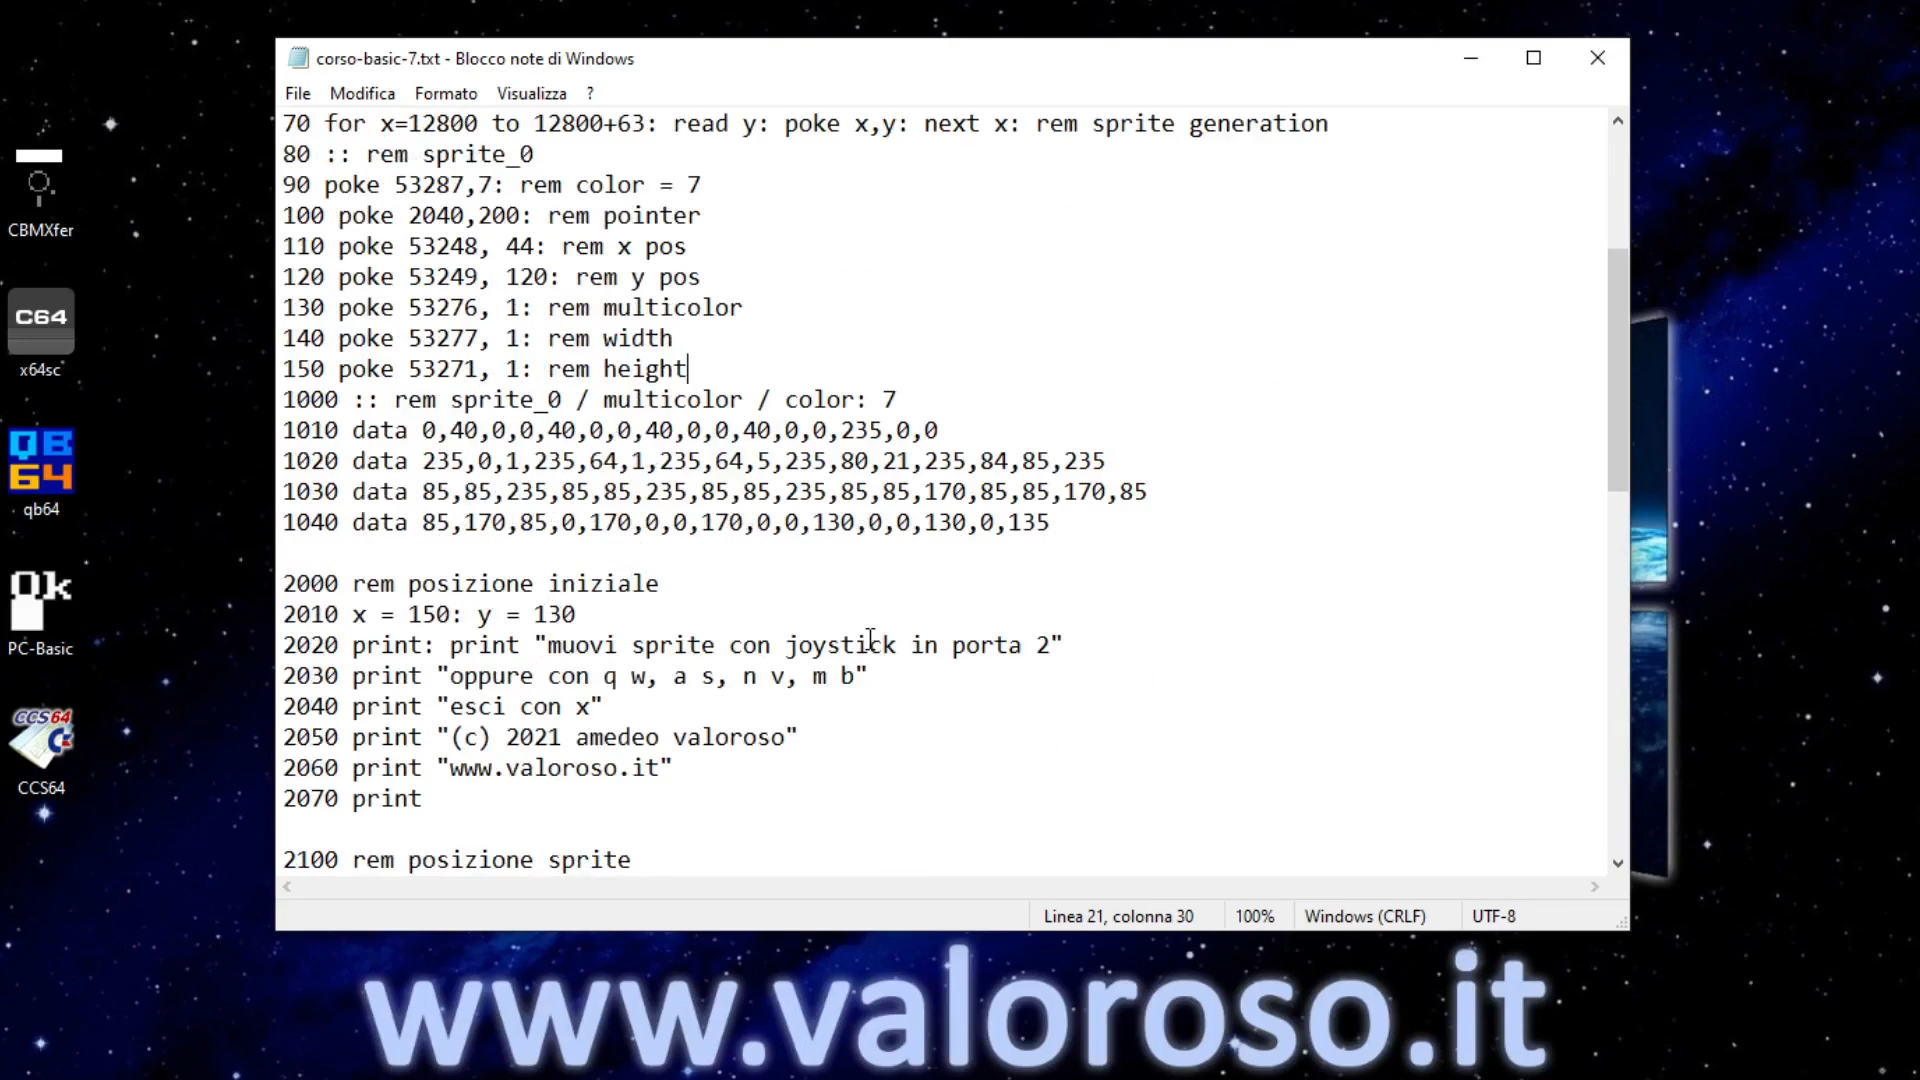 corso-basic-7.txt - Blocco note di Windows
File Modifica Formato Visualizza ?
70 for x=12800 to 12800+63: read y: poke x,y: next x: rem sprite generation
80 :: rem sprite_0
90 poke 53287,7: rem color = 7
100 poke 2040,200: rem pointer
110 poke 53248, 44: rem x pos
120 poke 53249, 120: rem y pos
130 poke 53276, 1: rem multicolor
140 poke 53277, 1: rem width
150 poke 53271, 1: rem height
1000 :: rem sprite_0 / multicolor / color: 7
1010 data 0,40,0,0,40,0,0,40,0,0,40,0,0,235,0,0
1020 data 235,0,1,235,64,1,235,64,5,235,80,21,235,84,85,235
1030 data 85,85,235,85,85,235,85,85,235,85,85,170,85,85,170,85
1040 data 85,170,85,0,170,0,0,170,0,0,130,0,0,130,0,135
2000 rem posizione iniziale
2010 x = 150: y = 130
2020 print: print "muovi sprite con joystick in porta 2"
2030 print "oppure con q w, a s, n v, m b"
2040 print "esci con x"
2050 print "(c) 2021 amedeo valoroso"
2060 print "www.valoroso.it"
2070 print
2100 rem posizione sprite
Linea 21, colonna 30 100% Windows (CRLF) UTF-8
CBMXfer
C64
x64sc
QB
64
qb64
Ok
PC-Basic
CCS64
CCS64
www.valoroso.it